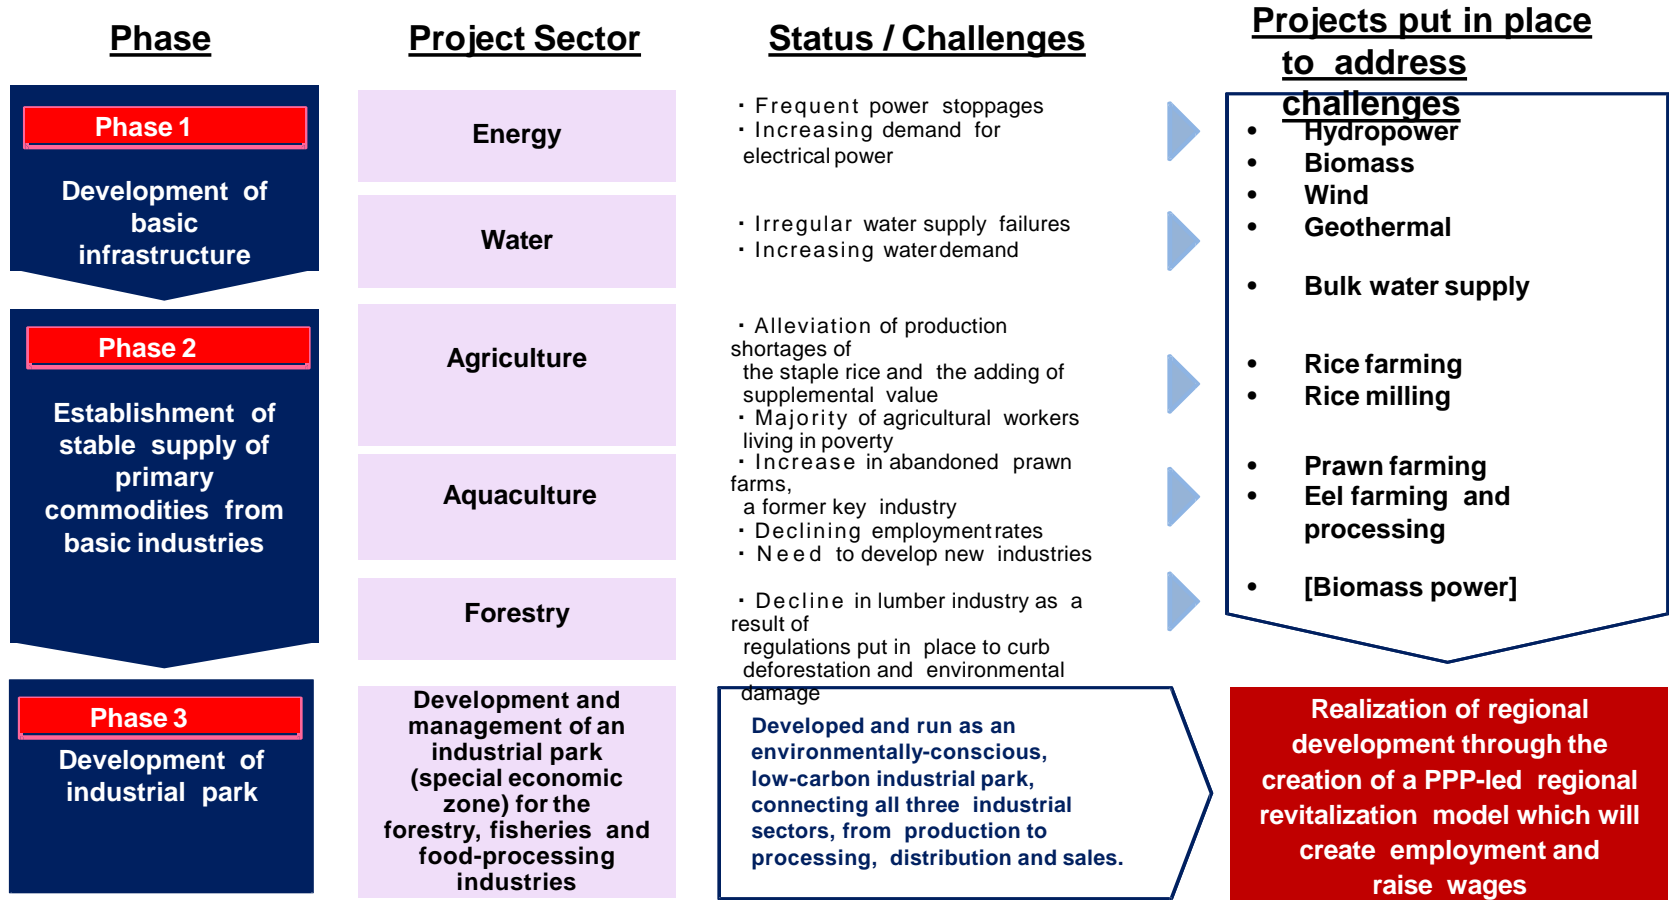 Phase
Project Sector
Status / Challenges
Projects put in place
to address
challenges
Phase 1
Development of
basic
infrastructure
Energy
・Frequent power stoppages
・Increasing demand for
electrical power
Water
・Irregular water supply failures
・Increasing waterdemand
• Hydropower
• Biomass
• Wind
• Geothermal
• Bulk water supply
Phase 2
Establishment of
stable supply of
primary
commodities from
basic industries
Agriculture
・Alleviation of production
shortages of
the staple rice and the adding of
supplemental value
・Majority of agricultural workers
living in poverty
• Rice farming
• Rice milling
Aquaculture
・Increase in abandoned prawn
farms,
a former key industry
・Declining employmentrates
・Need to develop new industries
• Prawn farming
• Eel farming and
processing
Forestry
・Decline in lumber industry as a
result of
regulations put in place to curb
deforestation and environmental
damage
• [Biomass power]
Phase 3
Development of
industrial park
Development and
management of an
industrial park
(special economic
zone) for the
forestry, fisheries and
food-processing
industries
Developed and run as an
environmentally-conscious,
low-carbon industrial park,
connecting all three industrial
sectors, from production to
processing, distribution and sales.
Realization of regional
development through the
creation of a PPP-led regional
revitalization model which will
create employment and
raise wages